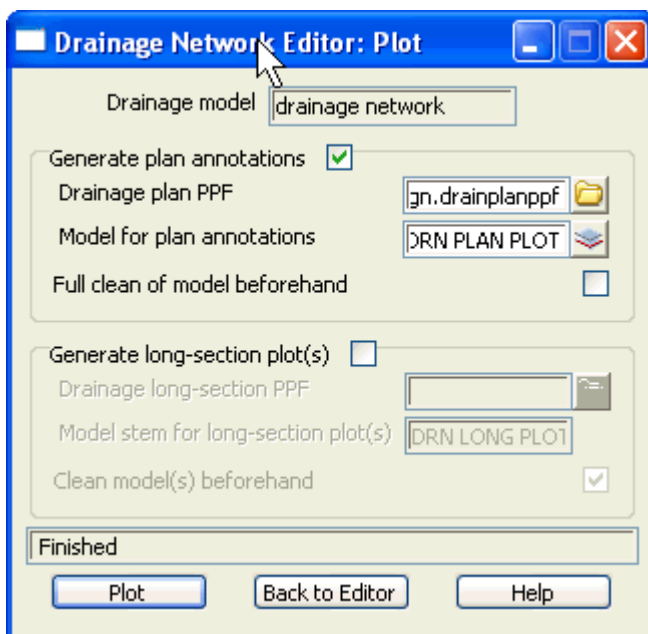 Drainage Network Editor: Plot
Drainage model drainage network
Generate plan annotations
Drainage plan PPF gn.drainplanppf
Model for plan annotations DRN PLAN PLOT
Full clean of model beforehand
Generate long-section plot(s)
Drainage long-section PPF
Model stem for long-section plot(s) DRN LONG PLOT
Clean model(s) beforehand
Finished
Plot Back to Editor Help